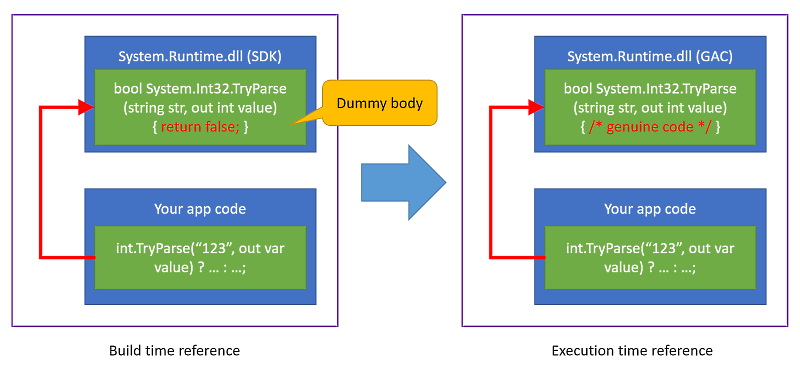 System.Runtime.dll (SDK)
bool System.Int32.TryParse
(string str, out int value)
{ return false; }
Dummy body
Your app code
int.TryParse(“123”, out var
value) ? … : …;
Build time reference
System.Runtime.dll (GAC)
bool System.Int32.TryParse
(string str, out int value)
{ /* genuine code */ }
Your app code
int.TryParse(“123”, out var
value) ? … : …;
Execution time reference